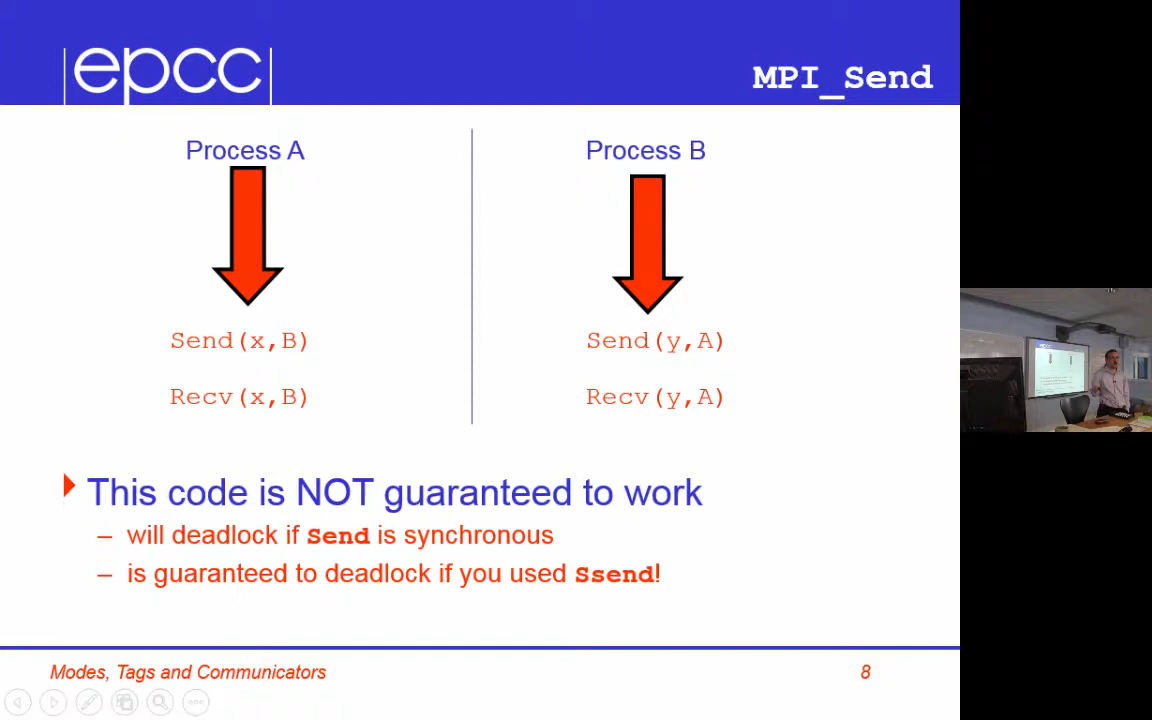 epcc
MPI_Send
Process A
Process B
Send(x,B)
Send(y,A)
Recv(x,B)
Recv(y,A)
This code is NOT guaranteed to work
– will deadlock if Send is synchronous
– is guaranteed to deadlock if you used Ssend!
Modes, Tags and Communicators
8
epcc